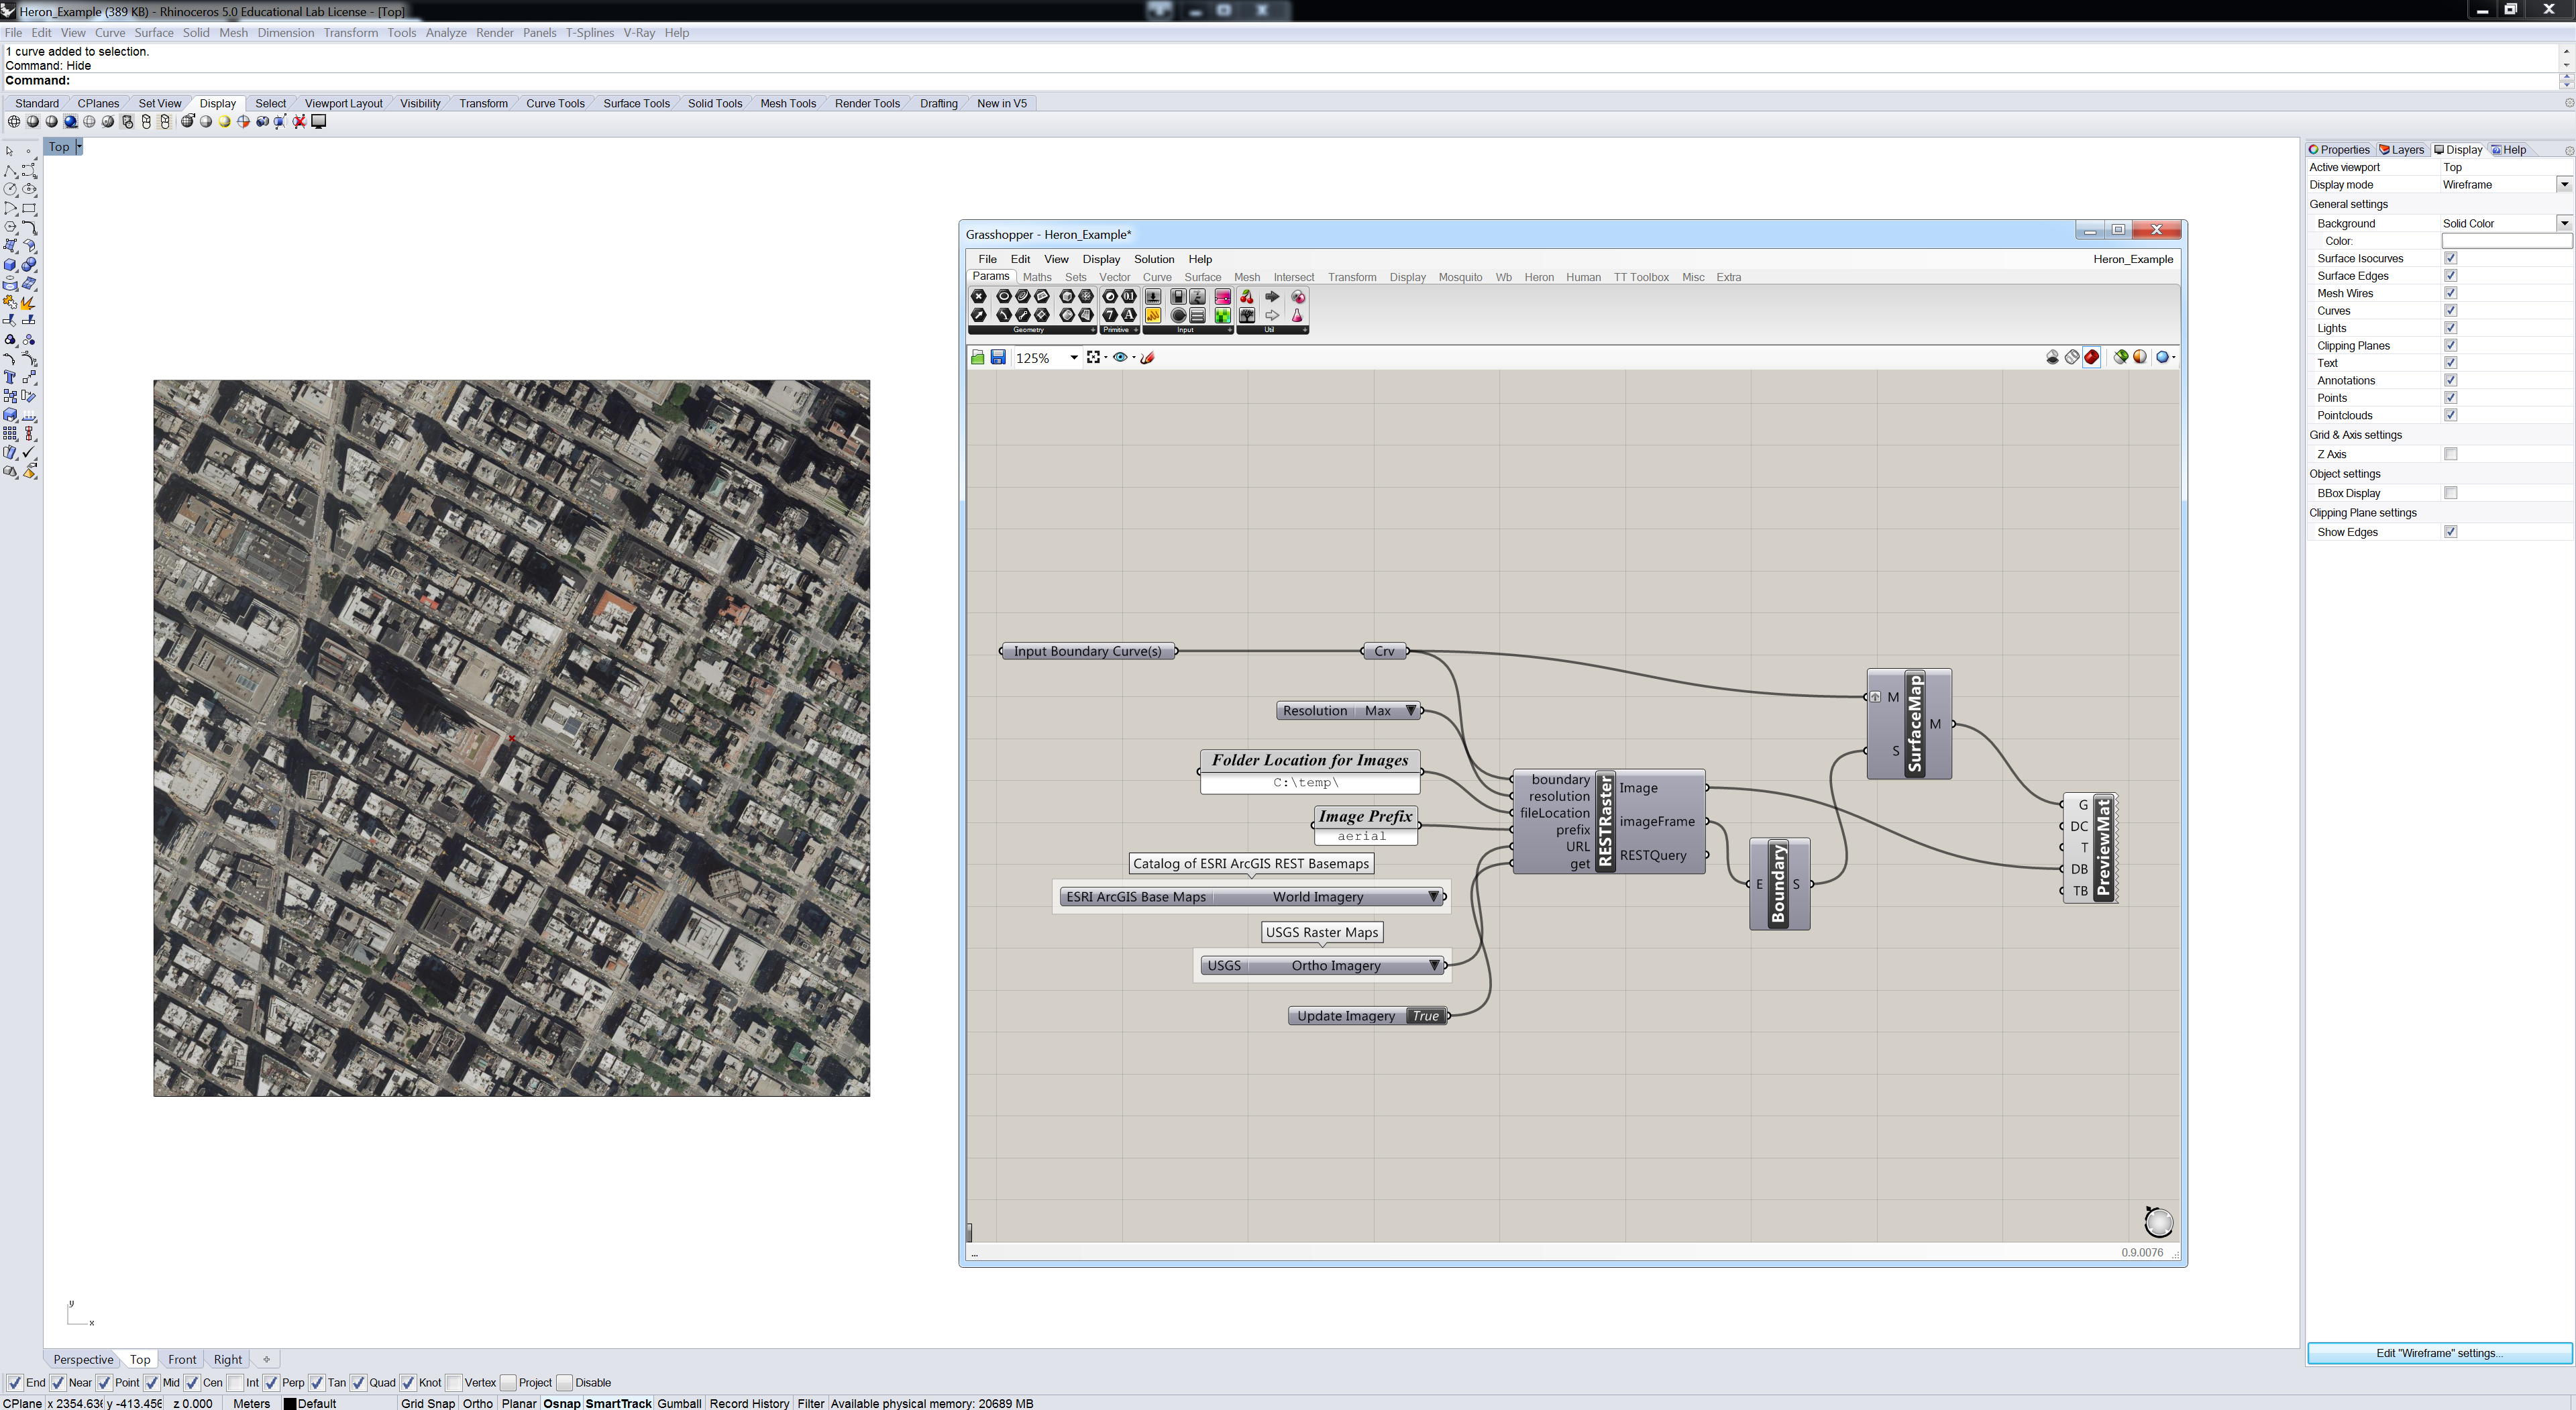 Heron_Example (389 KB) - Rhinoceros 5.0 Educational Lab License - [Top]
File Edit View Curve Surface Solid Mesh Dimension Transform Tools Analyze Render Panels T-Splines V-Ray Help
1 curve added to selection.
Command: Hide
Command:
Standard CPlanes Set View Display Select Viewport Layout Visibility Transform Curve Tools Surface Tools Solid Tools Mesh Tools Render Tools Drafting New in V5
Top
Properties Layers Display Help
Active viewport Top
Display mode Wireframe
General settings
Background Solid Color
Color:
Surface Isocurves
Surface Edges
Mesh Wires
Curves
Lights
Clipping Planes
Text
Annotations
Points
Pointclouds
Grid & Axis settings
Z Axis
Object settings
BBox Display
Clipping Plane settings
Show Edges
Edit "Wireframe" settings...
Grasshopper - Heron_Example*
File Edit View Display Solution Help Heron_Example
Params Maths Sets Vector Curve Surface Mesh Intersect Transform Display Mosquito Wb Heron Human TT Toolbox Misc Extra
Geometry Primitive Input Util
125%
Input Boundary Curve(s) Crv
Resolution Max
Folder Location for Images
C:\temp\
Image Prefix
aerial
Catalog of ESRI ArcGIS REST Basemaps
ESRI ArcGIS Base Maps World Imagery
USGS Raster Maps
USGS Ortho Imagery
Update Imagery True
boundary
resolution
fileLocation
prefix
URL
get
RESTRaster
Image
imageFrame
RESTQuery
E Boundary S
M
S
SurfaceMap
M
G
DC
T
DB
TB
PreviewMat
...
0.9.0076
y
x
Perspective Top Front Right
End Near Point Mid Cen Int Perp Tan Quad Knot Vertex Project Disable
CPlane x 2354.636 y -413.456 z 0.000 Meters Default Grid Snap Ortho Planar Osnap SmartTrack Gumball Record History Filter Available physical memory: 20689 MB